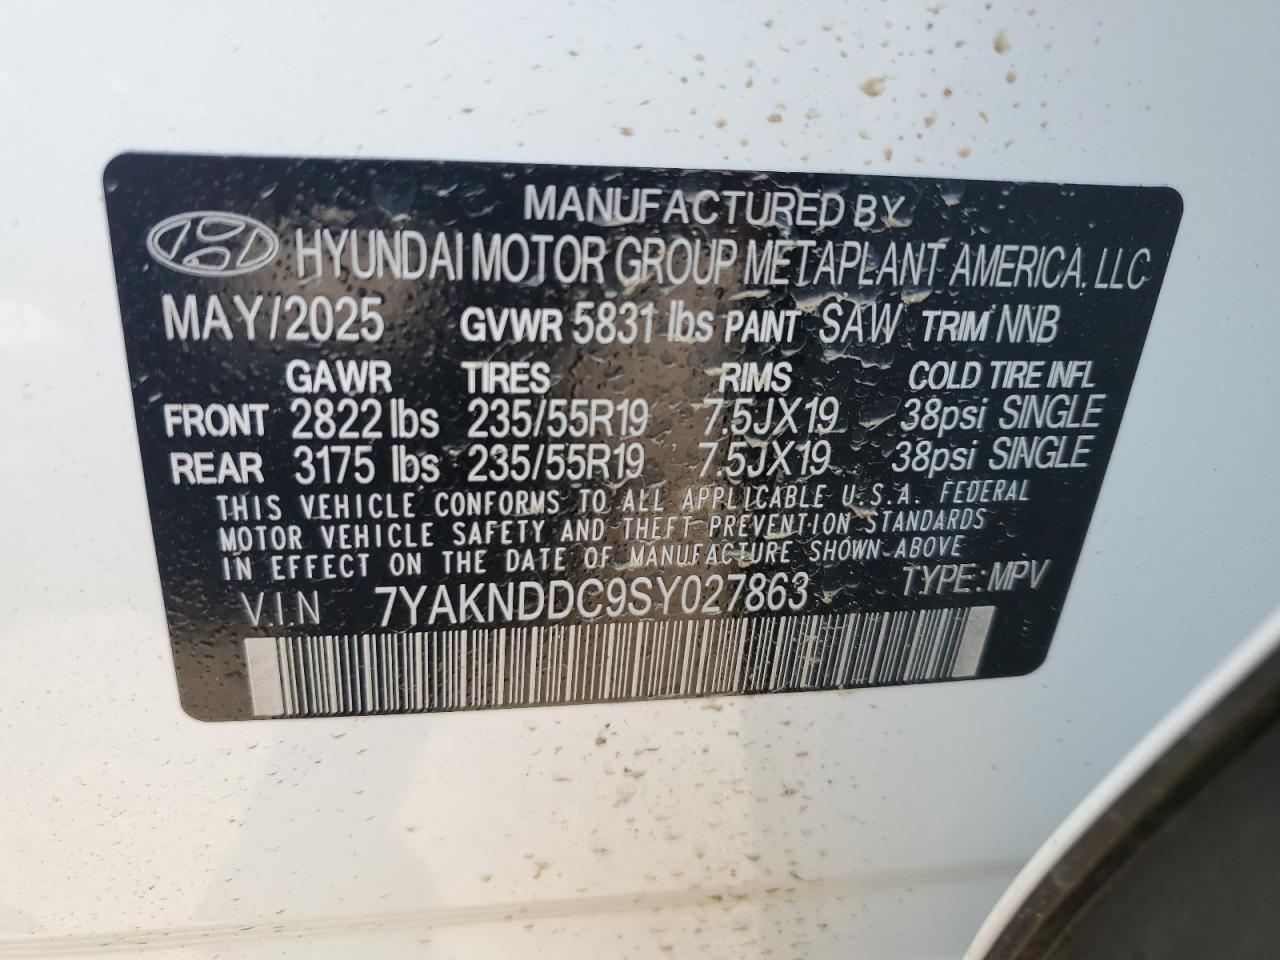 MANUFACTURED BY
HYUNDAI MOTOR GROUP METAPLANT AMERICA, LLC
MAY/2025 GVWR 5831 lbs PAINT SAW TRIM NNB
GAWR TIRES RIMS COLD TIRE INFL
FRONT 2822 lbs 235/55R19 7.5JX19 38psi SINGLE
REAR 3175 lbs 235/55R19 7.5JX19 38psi SINGLE
THIS VEHICLE CONFORMS TO ALL APPLICABLE U.S.A. FEDERAL
MOTOR VEHICLE SAFETY AND THEFT PREVENTION STANDARDS
IN EFFECT ON THE DATE OF MANUFACTURE SHOWN ABOVE
VIN 7YAKNDDC9SY027863 TYPE: MPV